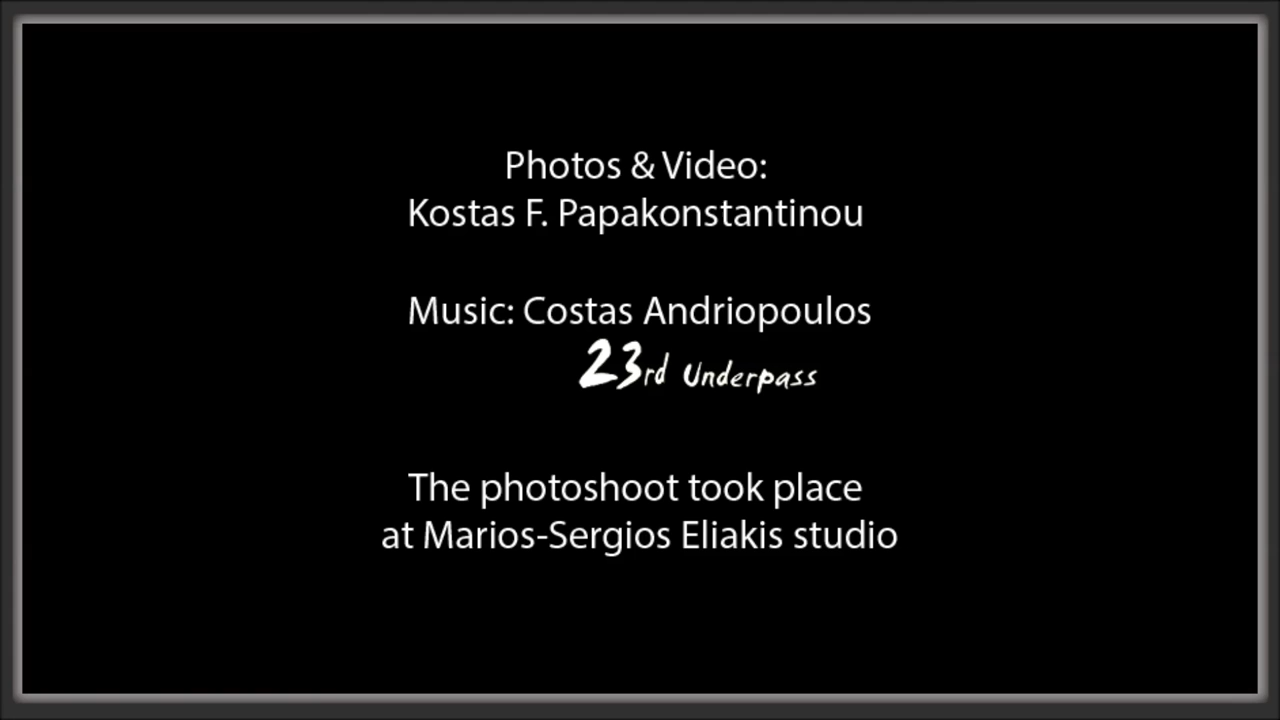 Photos & Video:
Kostas F. Papakonstantinou
Music: Costas Andriopoulos
23rd Underpass
The photoshoot took place
at Marios-Sergios Eliakis studio